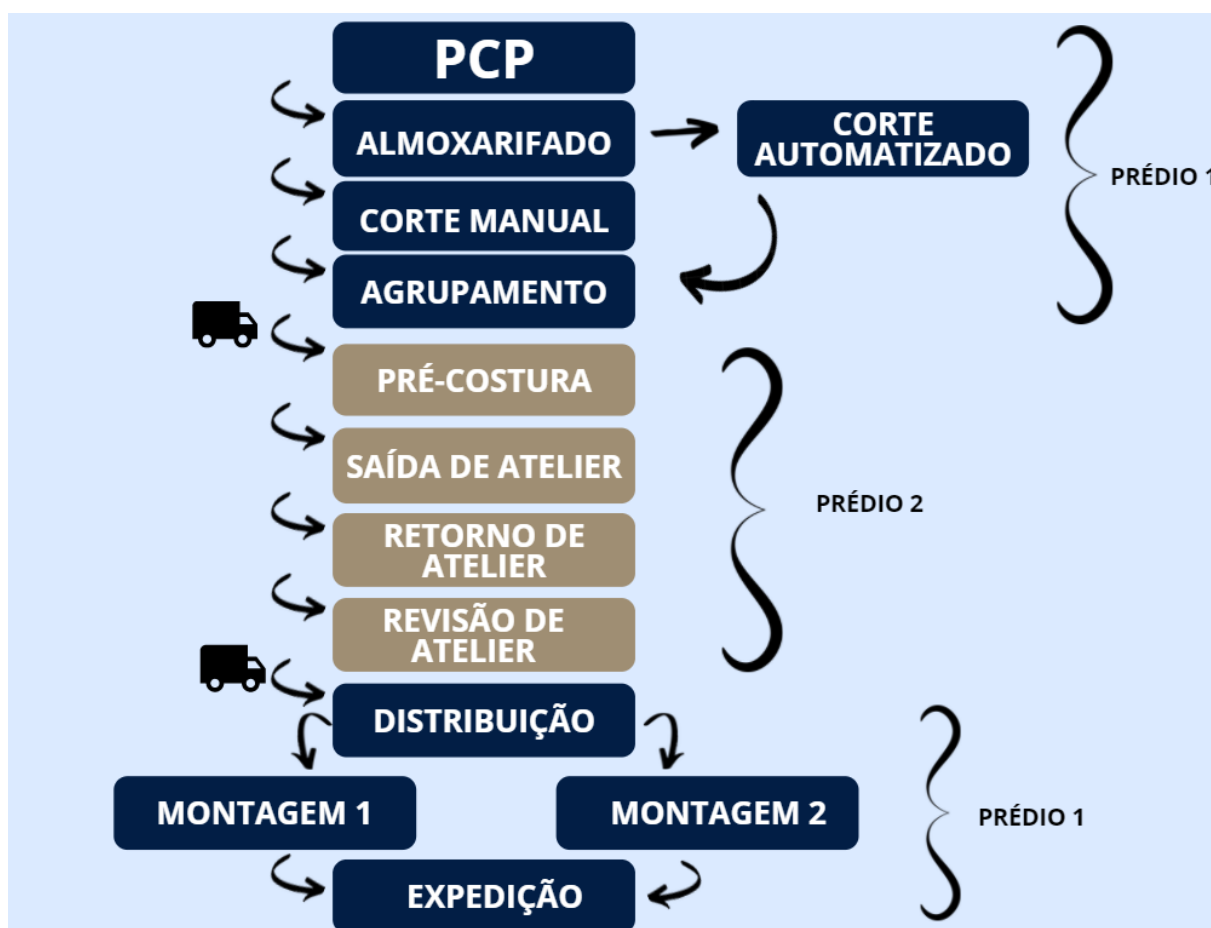 PCP
ALMOXARIFADO
CORTE
AUTOMATIZADO
PRÉDIO 1
CORTE MANUAL
AGRUPAMENTO
PRÉ-COSTURA
SAÍDA DE ATELIER
PRÉDIO 2
RETORNO DE
ATELIER
REVISÃO DE
ATELIER
DISTRIBUIÇÃO
MONTAGEM 1
MONTAGEM 2
PRÉDIO 1
EXPEDIÇÃO